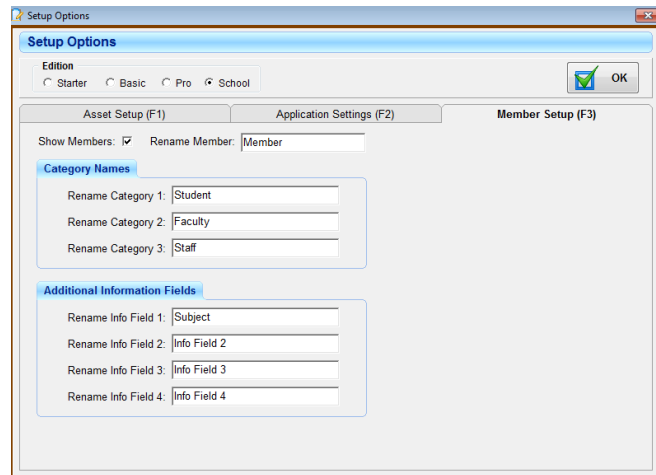 Setup Options
Setup Options
Edition
Starter Basic Pro School
OK
Asset Setup (F1) Application Settings (F2) Member Setup (F3)
Show Members: Rename Member: Member
Category Names
Rename Category 1: Student
Rename Category 2: Faculty
Rename Category 3: Staff
Additional Information Fields
Rename Info Field 1: Subject
Rename Info Field 2: Info Field 2
Rename Info Field 3: Info Field 3
Rename Info Field 4: Info Field 4